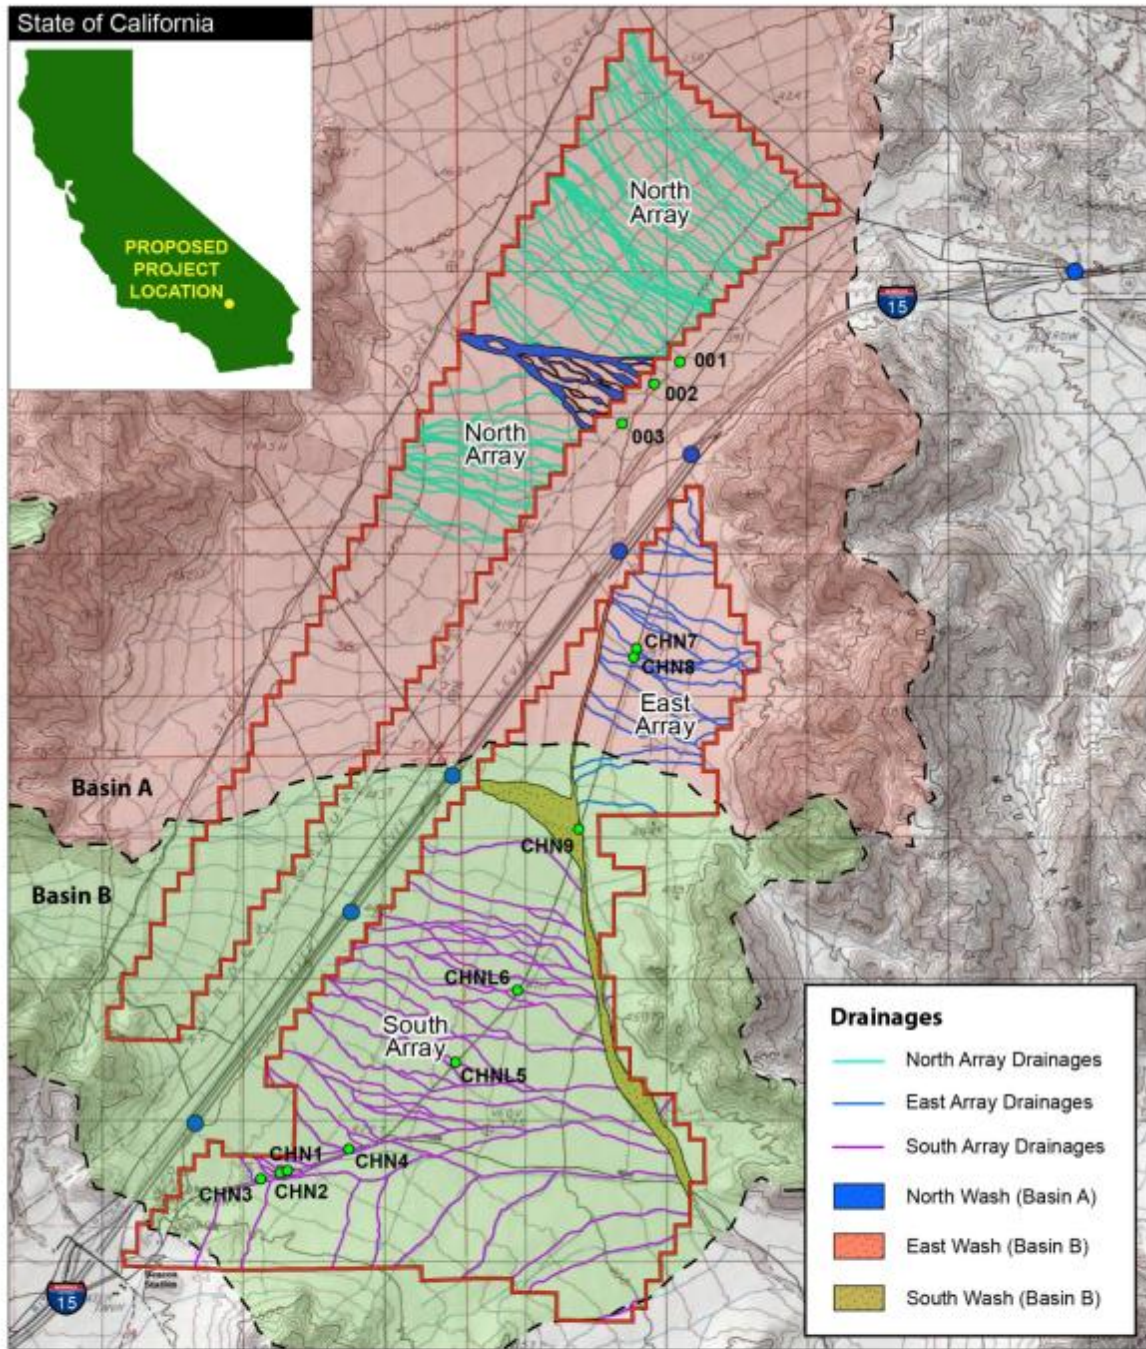 State of California
PROPOSED
PROJECT
LOCATION
North
Array
15
001
002
003
North
Array
CHN7
CHN8
East
Array
Basin A
CHN9
Basin B
CHNL6
South
Array
CHNL5
CHN1
CHN4
CHN3
CHN2
Beacon
Station
15
Drainages
North Array Drainages
East Array Drainages
South Array Drainages
North Wash (Basin A)
East Wash (Basin B)
South Wash (Basin B)